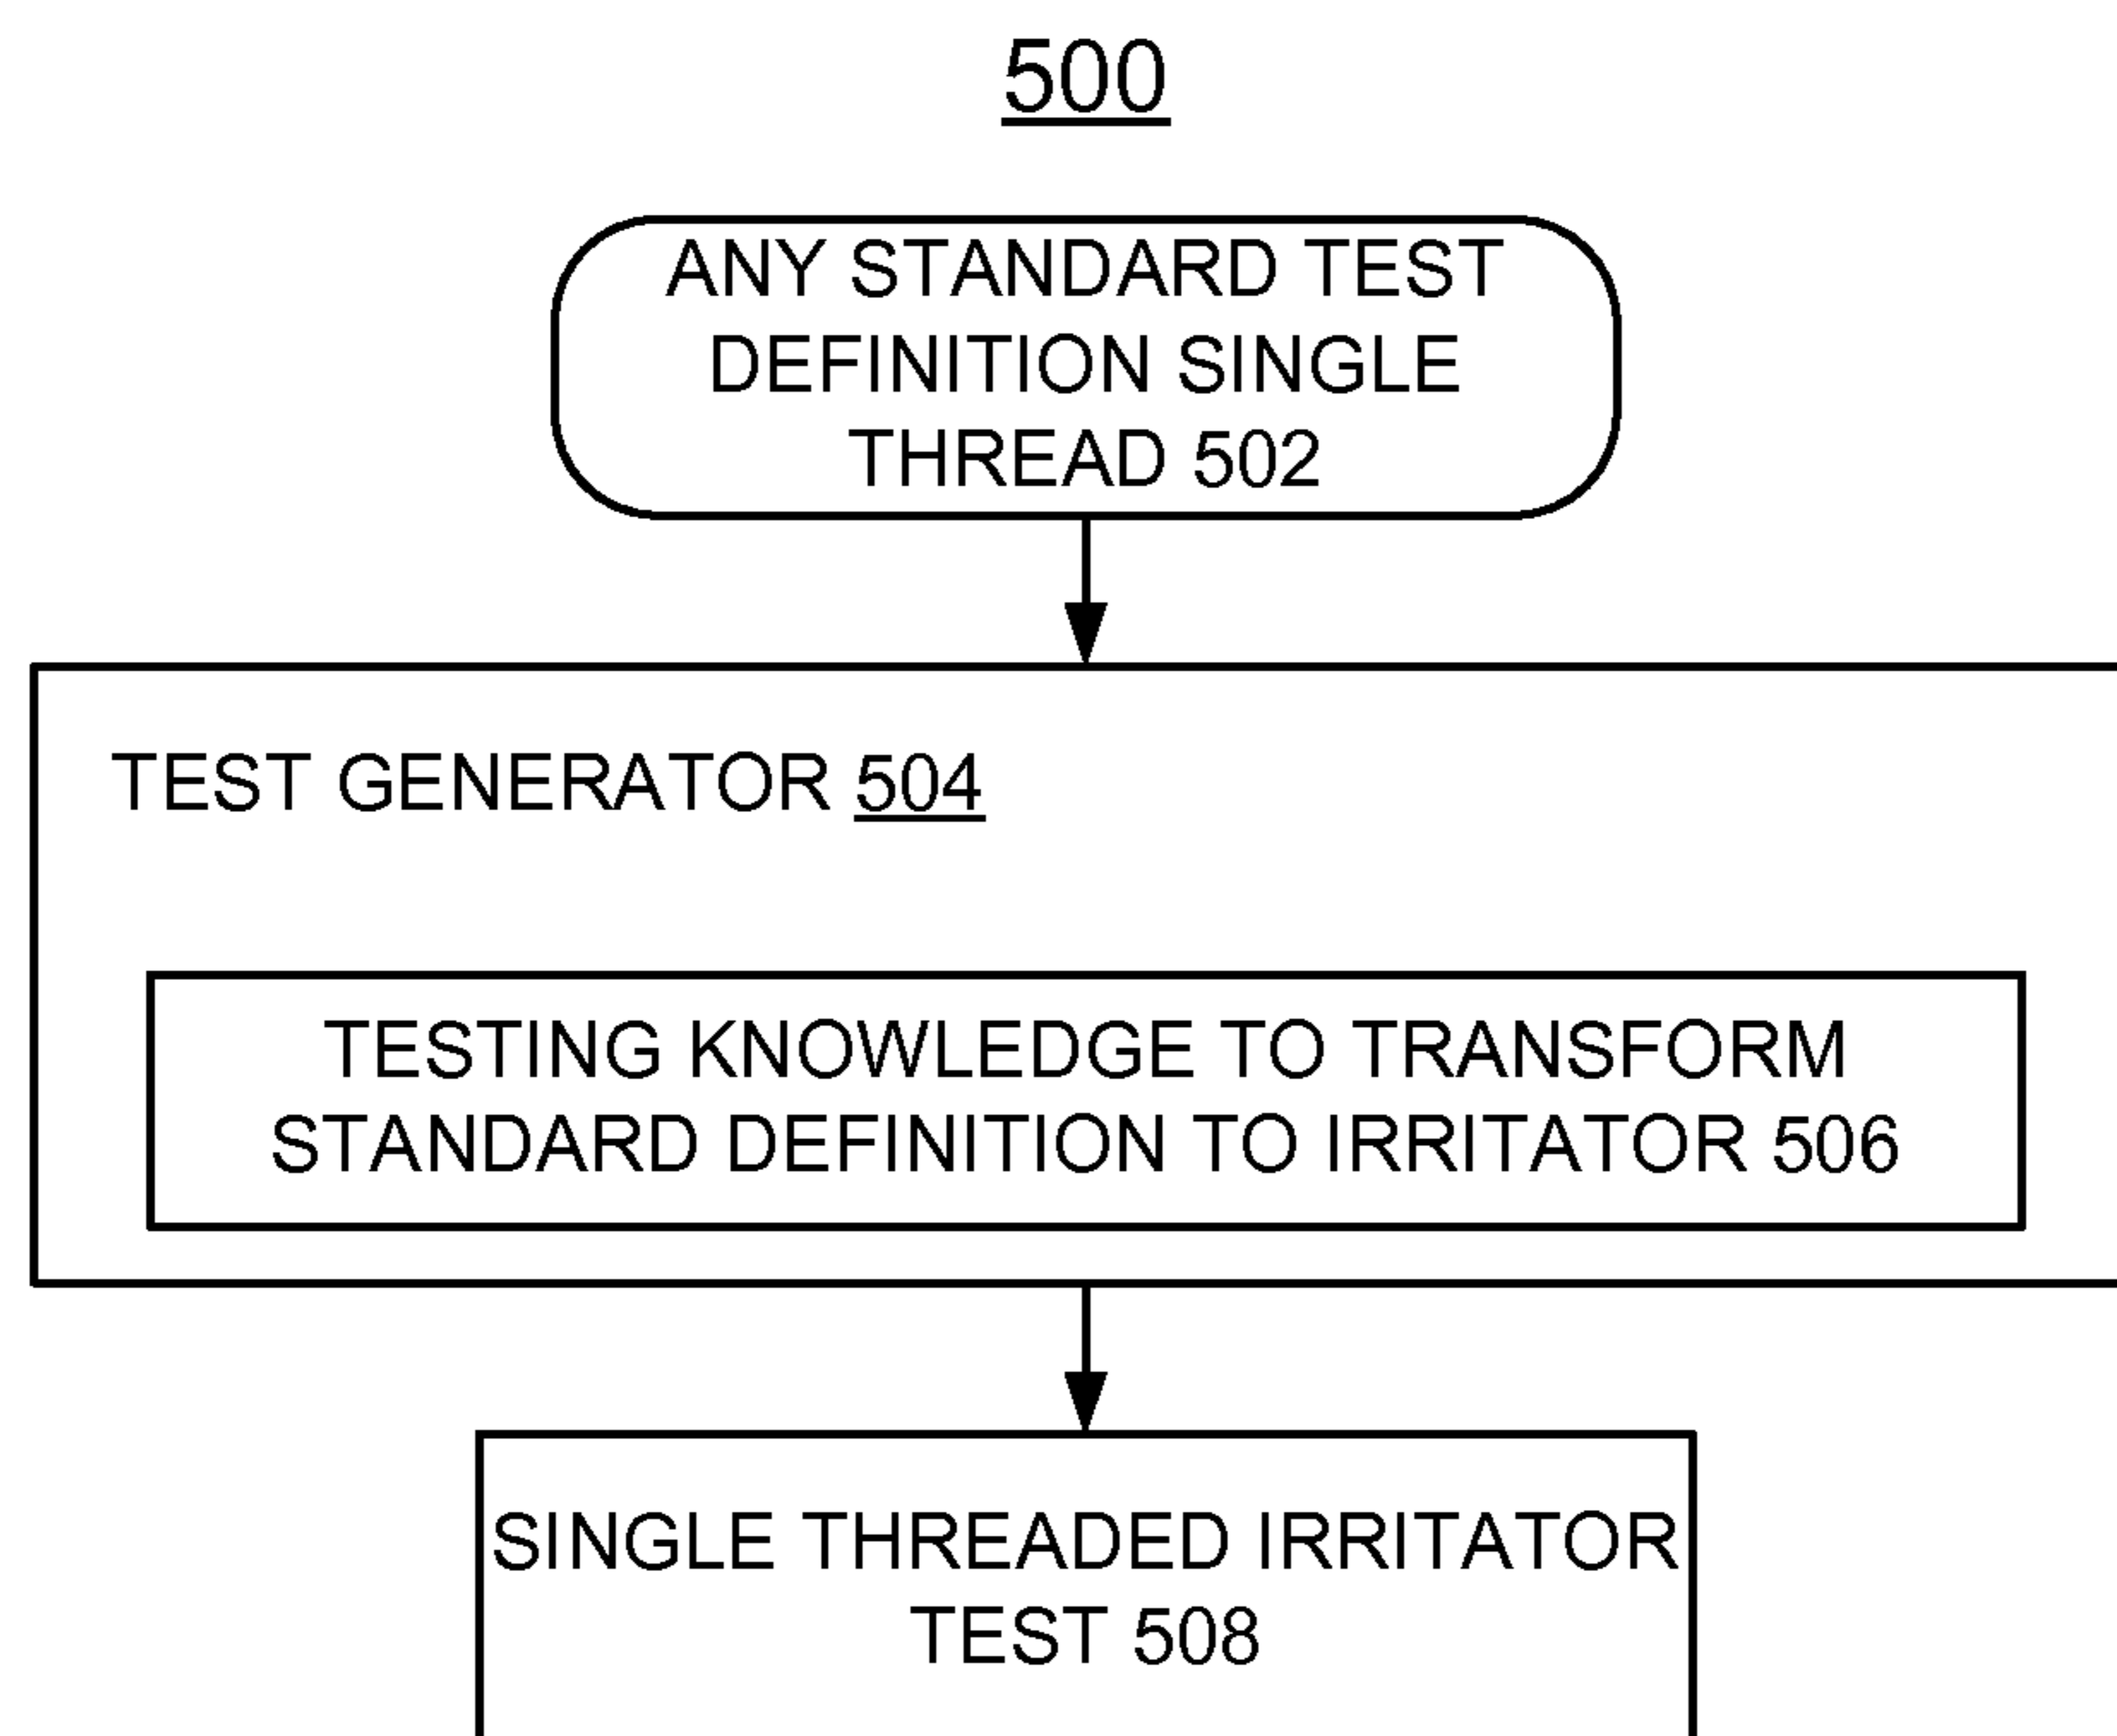 500
ANY STANDARD TEST
DEFINITION SINGLE
THREAD 502
TEST GENERATOR 504
TESTING KNOWLEDGE TO TRANSFORM
STANDARD DEFINITION TO IRRITATOR 506
SINGLE THREADED IRRITATOR
TEST 508